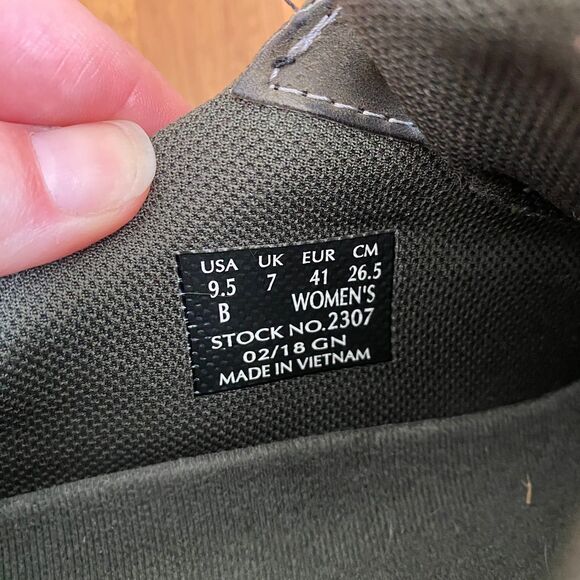 USA UK EUR CM
9.5 7 41 26.5
B WOMEN'S
STOCK NO.2307
02/18 GN
MADE IN VIETNAM